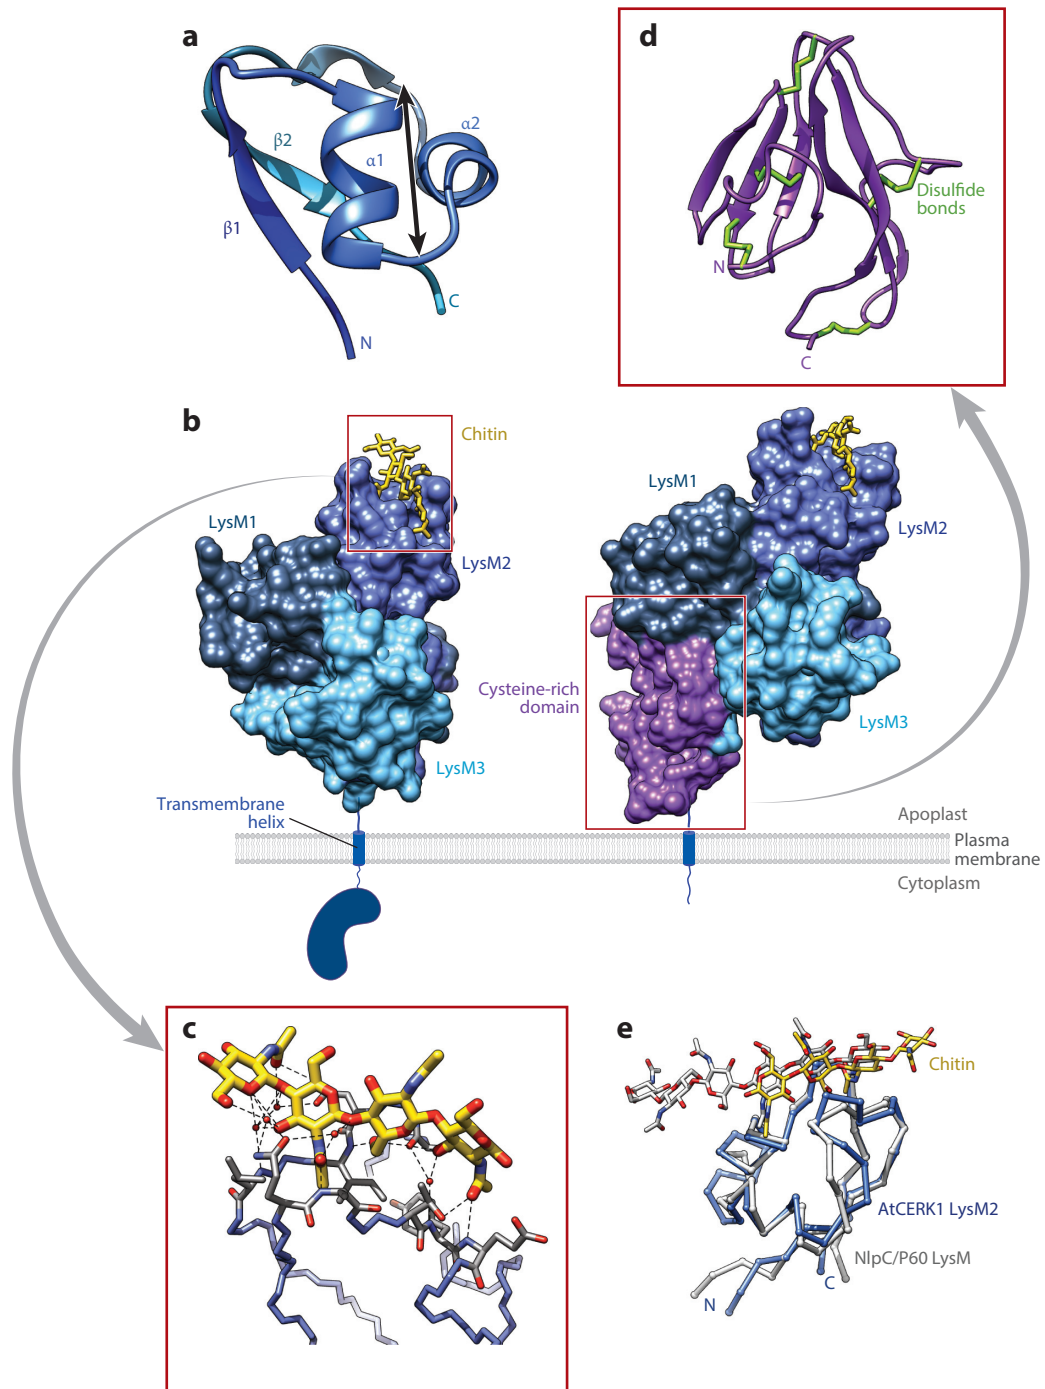 a
β2
α1
α2
β1
C
N
d
Disulfide
bonds
N
C
b
Chitin
LysM1
LysM2
LysM3
Transmembrane
helix
LysM1
LysM2
Cysteine-rich
domain
LysM3
Apoplast
Plasma
membrane
Cytoplasm
c
e
Chitin
AtCERK1 LysM2
NlpC/P60 LysM
C
N